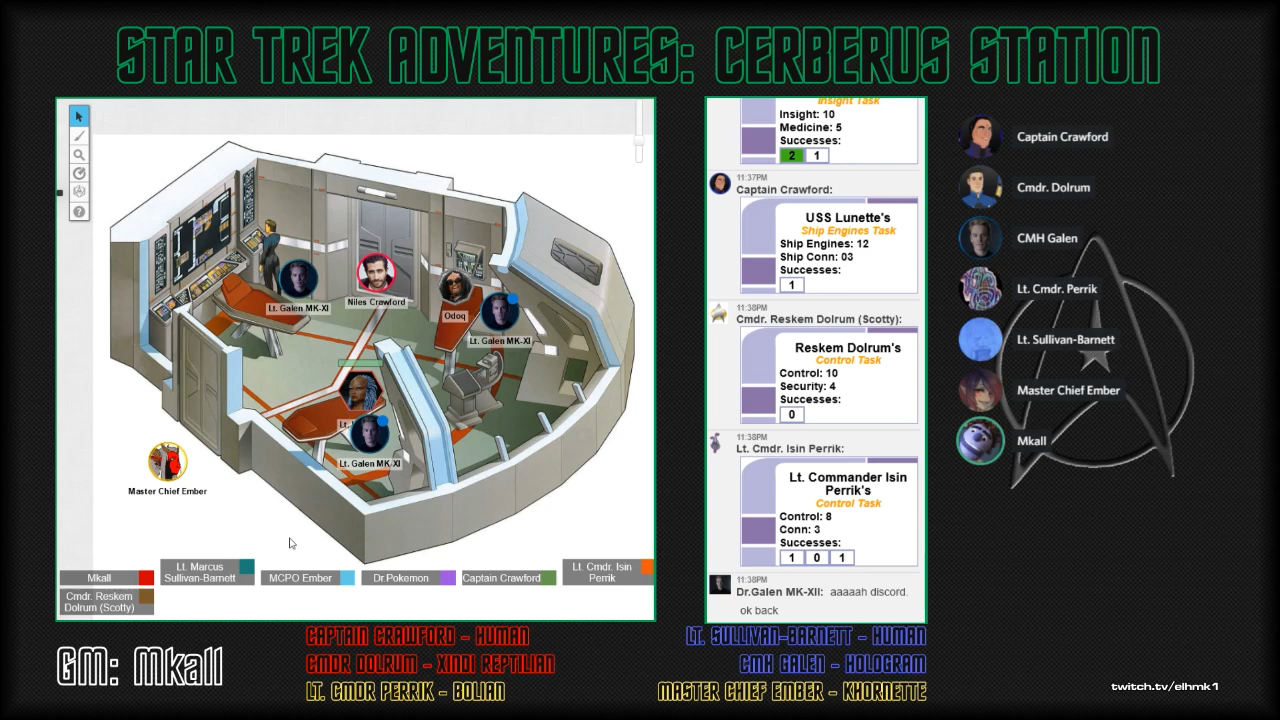 STAR TREK ADVENTURES: CERBERUS STATION
Lt. Galen MK-XI
Niles Crawford
Odoq
Lt. Galen MK-XI
Lt.
Lt. Galen MK-XI
Master Chief Ember
Mkall
Lt. Marcus
Sullivan-Barnett
MCPO Ember
Dr.Pokemon
Captain Crawford
Lt. Cmdr. Isin
Perrik
Cmdr. Reskem
Dolrum (Scotty)
Insight Task
Insight: 10
Medicine: 5
Successes:
2 1
11:37PM
Captain Crawford:
USS Lunette's
Ship Engines Task
Ship Engines: 12
Ship Conn: 03
Successes:
1
11:38PM
Cmdr. Reskem Dolrum (Scotty):
Reskem Dolrum's
Control Task
Control: 10
Security: 4
Successes:
0
11:38PM
Lt. Cmdr. Isin Perrik:
Lt. Commander Isin
Perrik's
Control Task
Control: 8
Conn: 3
Successes:
1 0 1
11:38PM
Dr.Galen MK-XII: aaaaah discord.
ok back
Captain Crawford
Cmdr. Dolrum
CMH Galen
Lt. Cmdr. Perrik
Lt. Sullivan-Barnett
Master Chief Ember
Mkall
GM: Mkall
CAPTAIN CRAWFORD - HUMAN
CMDR DOLRUM - XINDI REPTILIAN
LT. CMDR PERRIK - BOLIAN
LT. SULLIVAN-BARNETT - HUMAN
CMH GALEN - HOLOGRAM
MASTER CHIEF EMBER - KHORNETTE
twitch.tv/elhmk1